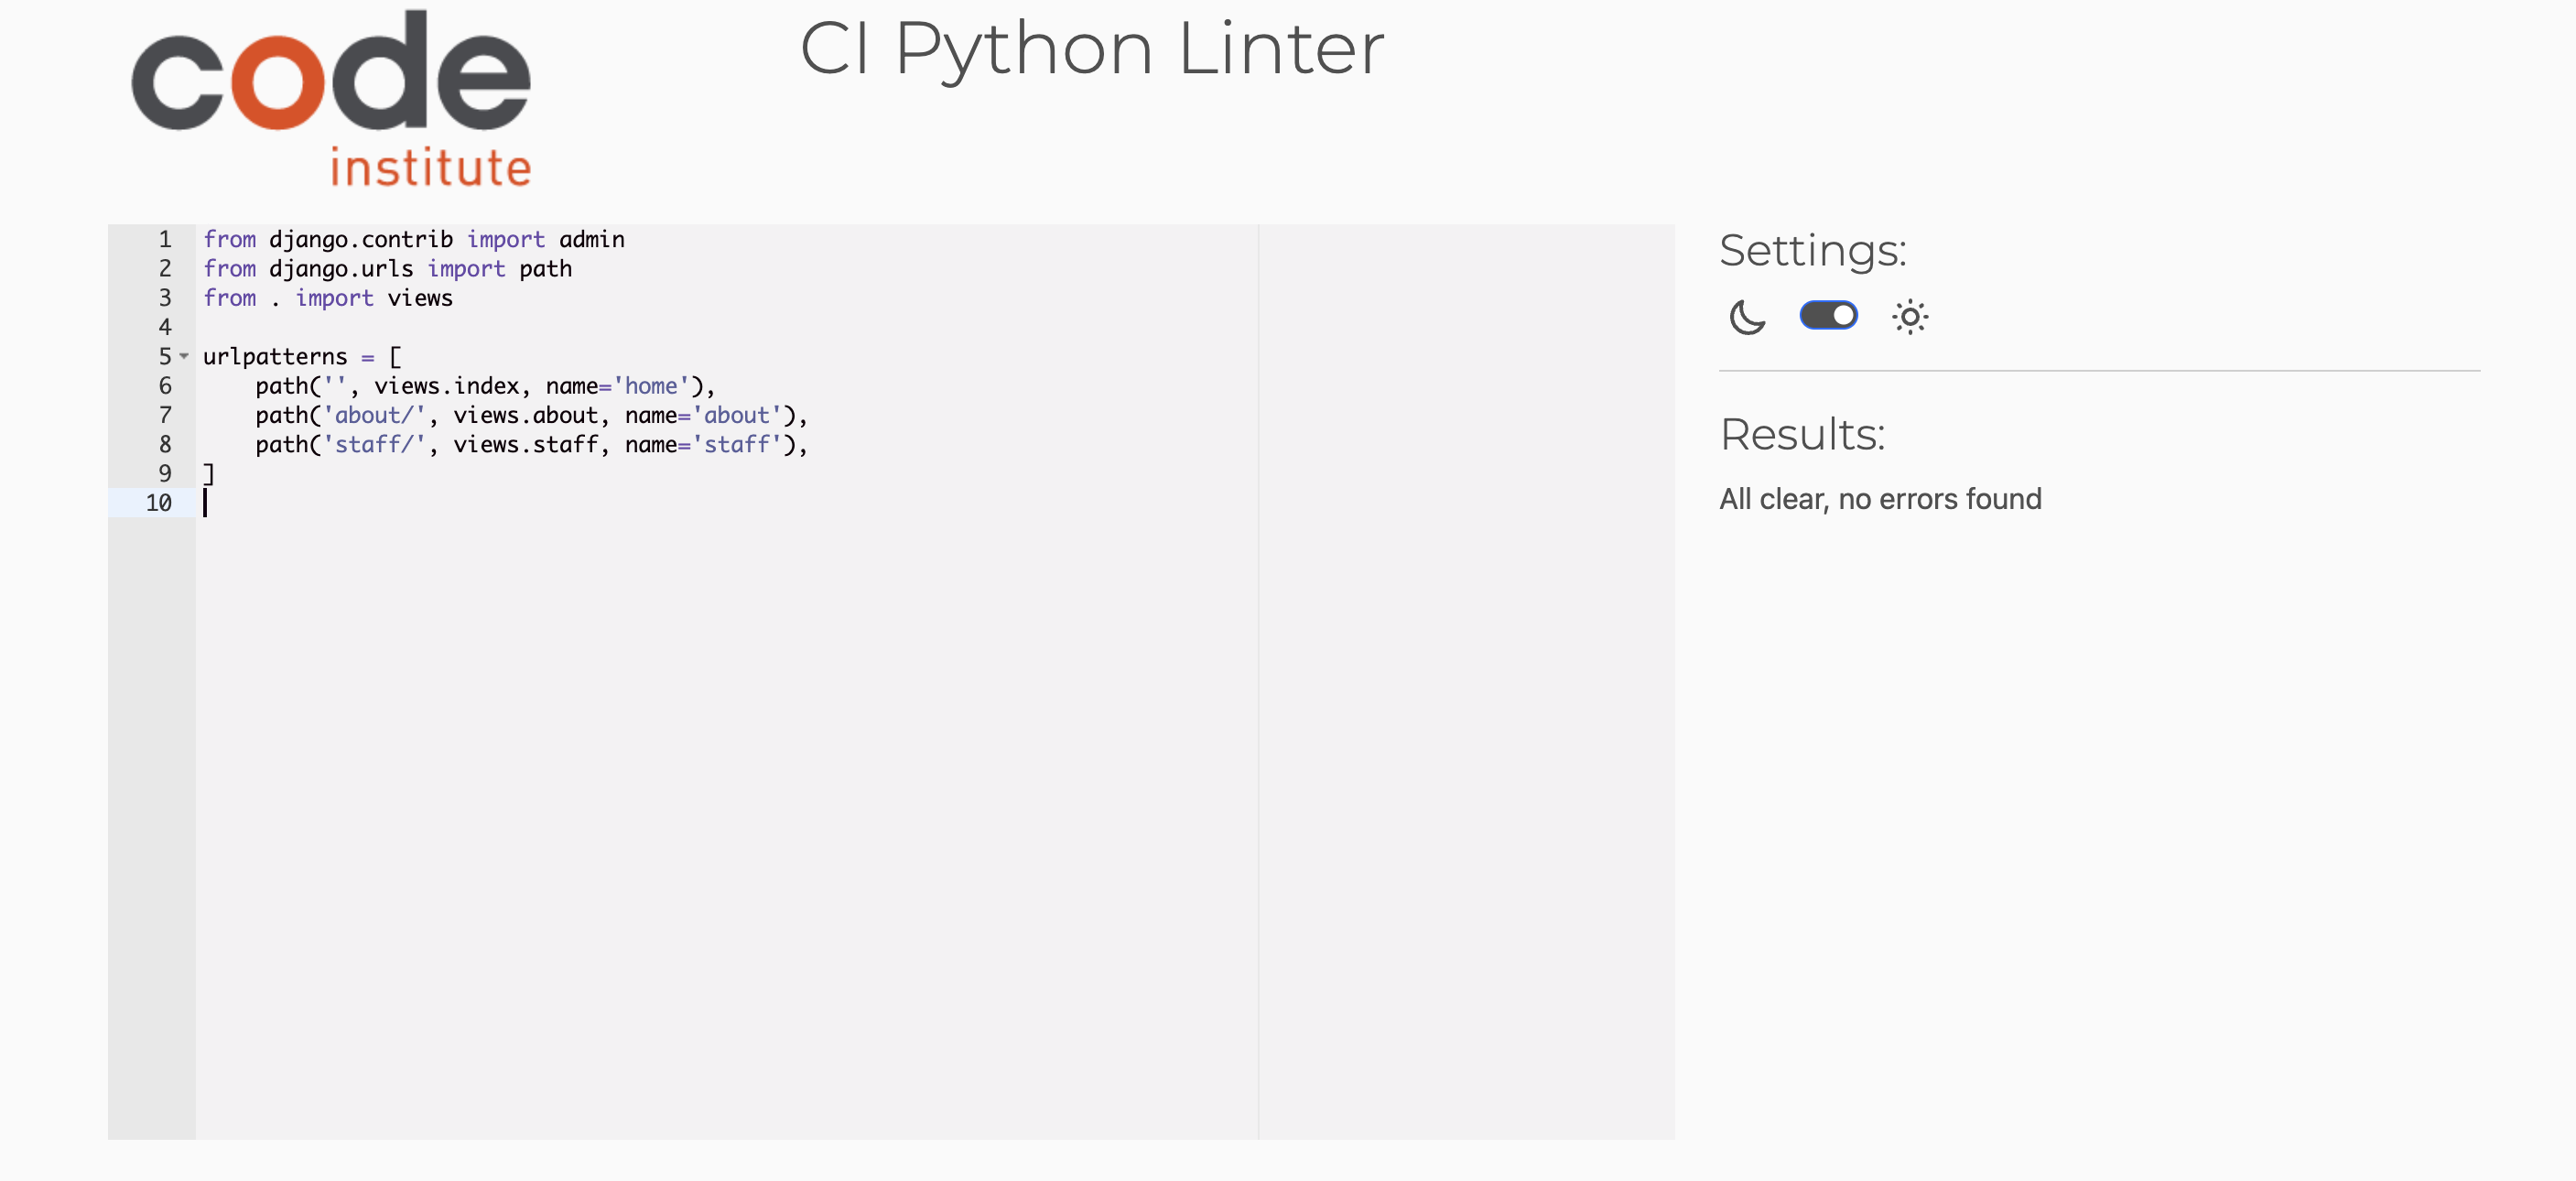 code
institute
CI Python Linter
1 from django.contrib import admin
2 from django.urls import path
3 from . import views
4
5 urlpatterns = [
6     path('', views.index, name='home'),
7     path('about/', views.about, name='about'),
8     path('staff/', views.staff, name='staff'),
9 ]
10
Settings:
Results:
All clear, no errors found